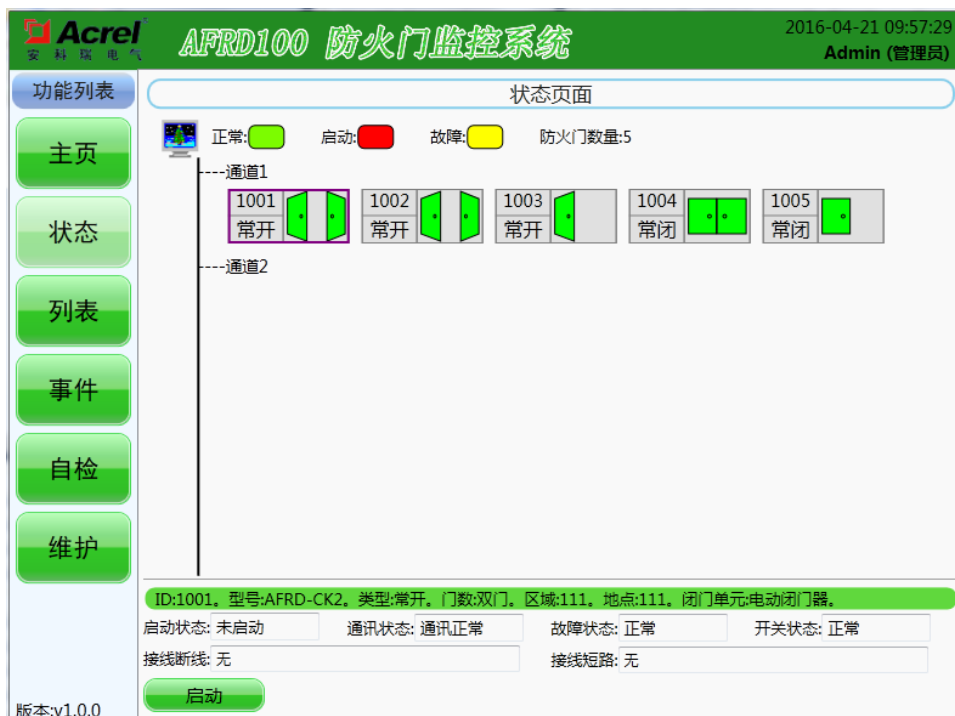 Acrel
安科瑞电气
AFRD100 防火门监控系统
2016-04-21 09:57:29
Admin (管理员)
功能列表
主页
状态
列表
事件
自检
维护
版本:v1.0.0
状态页面
正常: 启动: 故障: 防火门数量:5
----通道1
1001 1002 1003 1004 1005
常开 常开 常开 常闭 常闭
----通道2
ID:1001。型号:AFRD-CK2。类型:常开。门数:双门。区域:111。地点:111。闭门单元:电动闭门器。
启动状态: 未启动 通讯状态: 通讯正常 故障状态: 正常 开关状态: 正常
接线断线: 无 接线短路: 无
启动